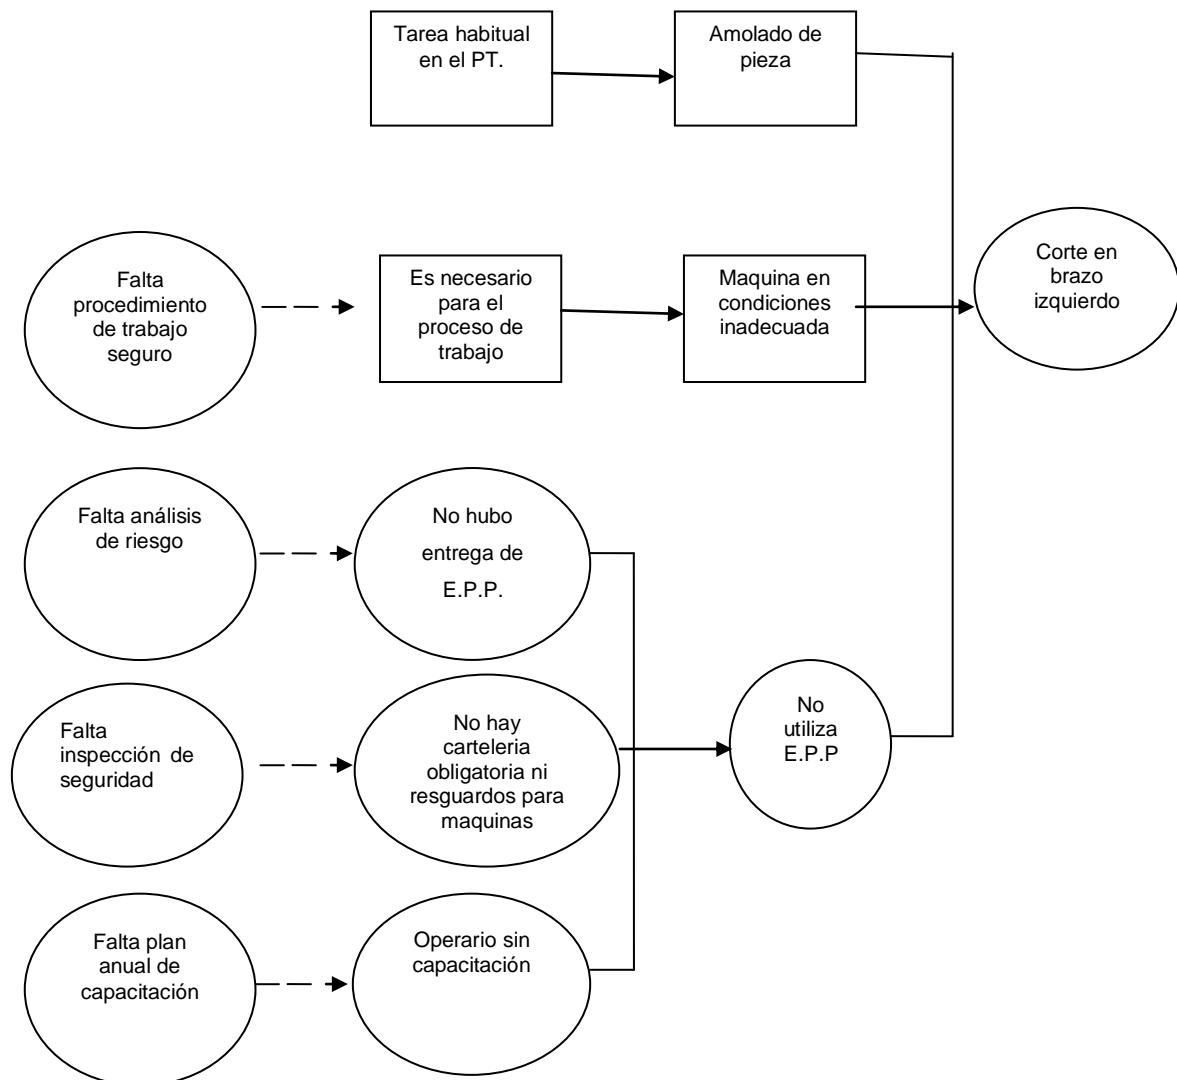 Tarea habitual
en el PT.
Amolado de
pieza
Falta
procedimiento
de trabajo
seguro
Es necesario
para el
proceso de
trabajo
Maquina en
condiciones
inadecuada
Corte en
brazo
izquierdo
Falta análisis
de riesgo
No hubo
entrega de
E.P.P.
Falta
inspección de
seguridad
No hay
carteleria
obligatoria ni
resguardos para
maquinas
No
utiliza
E.P.P
Falta plan
anual de
capacitación
Operario sin
capacitación